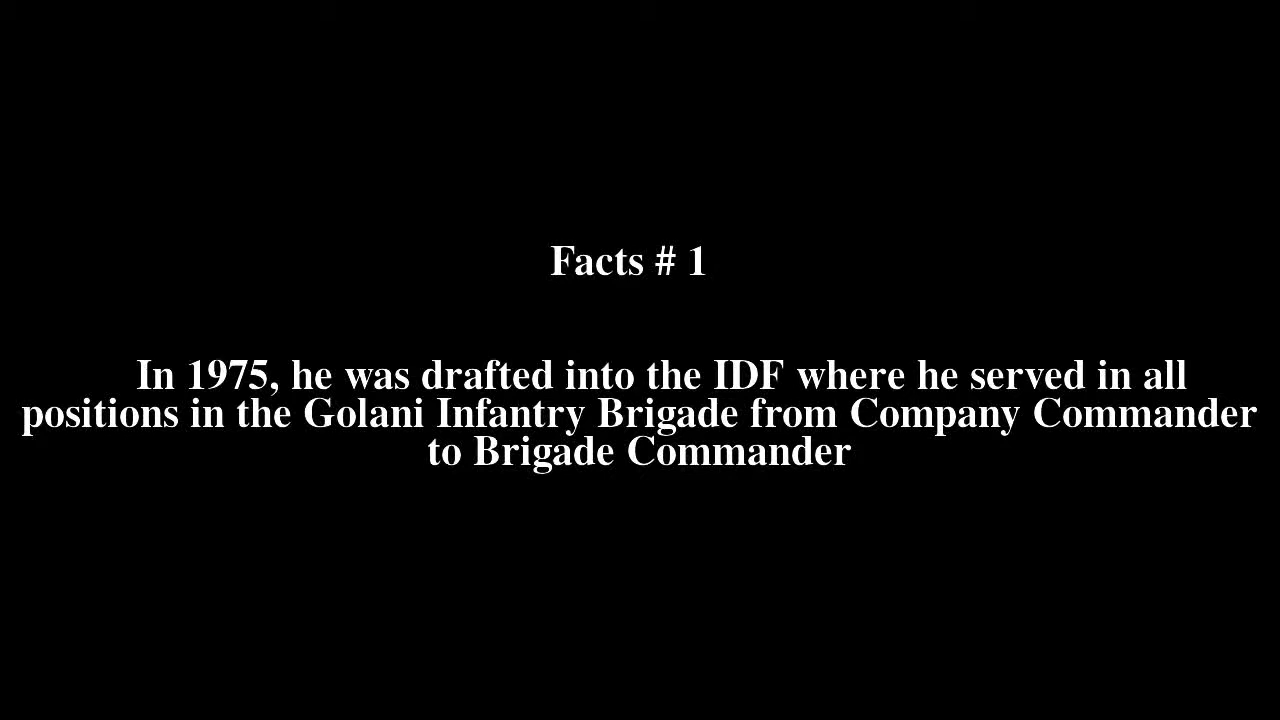 Facts # 1
In 1975, he was drafted into the IDF where he served in all
positions in the Golani Infantry Brigade from Company Commander
to Brigade Commander